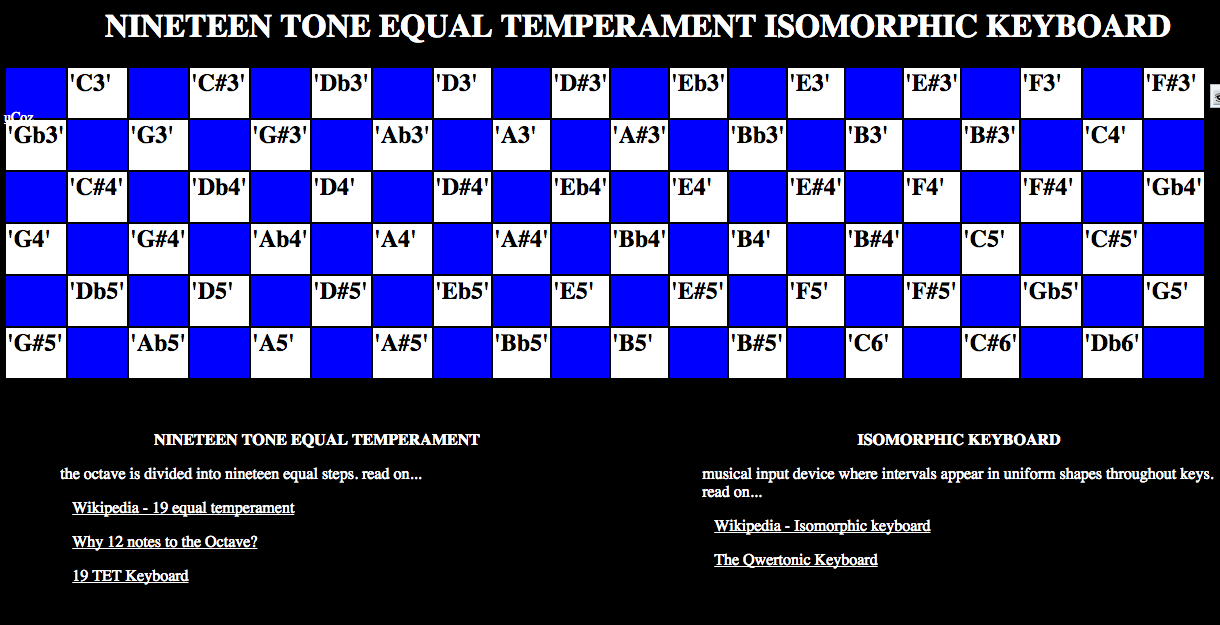 NINETEEN TONE EQUAL TEMPERAMENT ISOMORPHIC KEYBOARD
'C3' 'C#3' 'Db3' 'D3' 'D#3' 'Eb3' 'E3' 'E#3' 'F3' 'F#3'
uCoz
'Gb3' 'G3' 'G#3' 'Ab3' 'A3' 'A#3' 'Bb3' 'B3' 'B#3' 'C4'
'C#4' 'Db4' 'D4' 'D#4' 'Eb4' 'E4' 'E#4' 'F4' 'F#4' 'Gb4'
'G4' 'G#4' 'Ab4' 'A4' 'A#4' 'Bb4' 'B4' 'B#4' 'C5' 'C#5'
'Db5' 'D5' 'D#5' 'Eb5' 'E5' 'E#5' 'F5' 'F#5' 'Gb5' 'G5'
'G#5' 'Ab5' 'A5' 'A#5' 'Bb5' 'B5' 'B#5' 'C6' 'C#6' 'Db6'
NINETEEN TONE EQUAL TEMPERAMENT
the octave is divided into nineteen equal steps. read on...
Wikipedia - 19 equal temperament
Why 12 notes to the Octave?
19 TET Keyboard
ISOMORPHIC KEYBOARD
musical input device where intervals appear in uniform shapes throughout keys.
read on...
Wikipedia - Isomorphic keyboard
The Qwertonic Keyboard